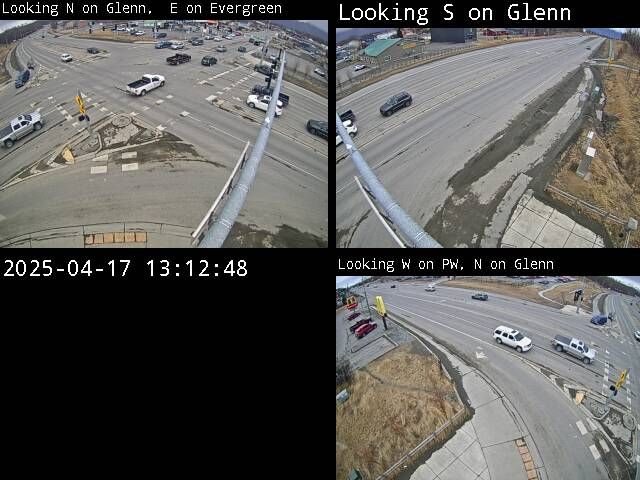 Looking N on Glenn,  E on Evergreen
Looking S on Glenn
2025-04-17 13:12:48
Looking W on PW, N on Glenn